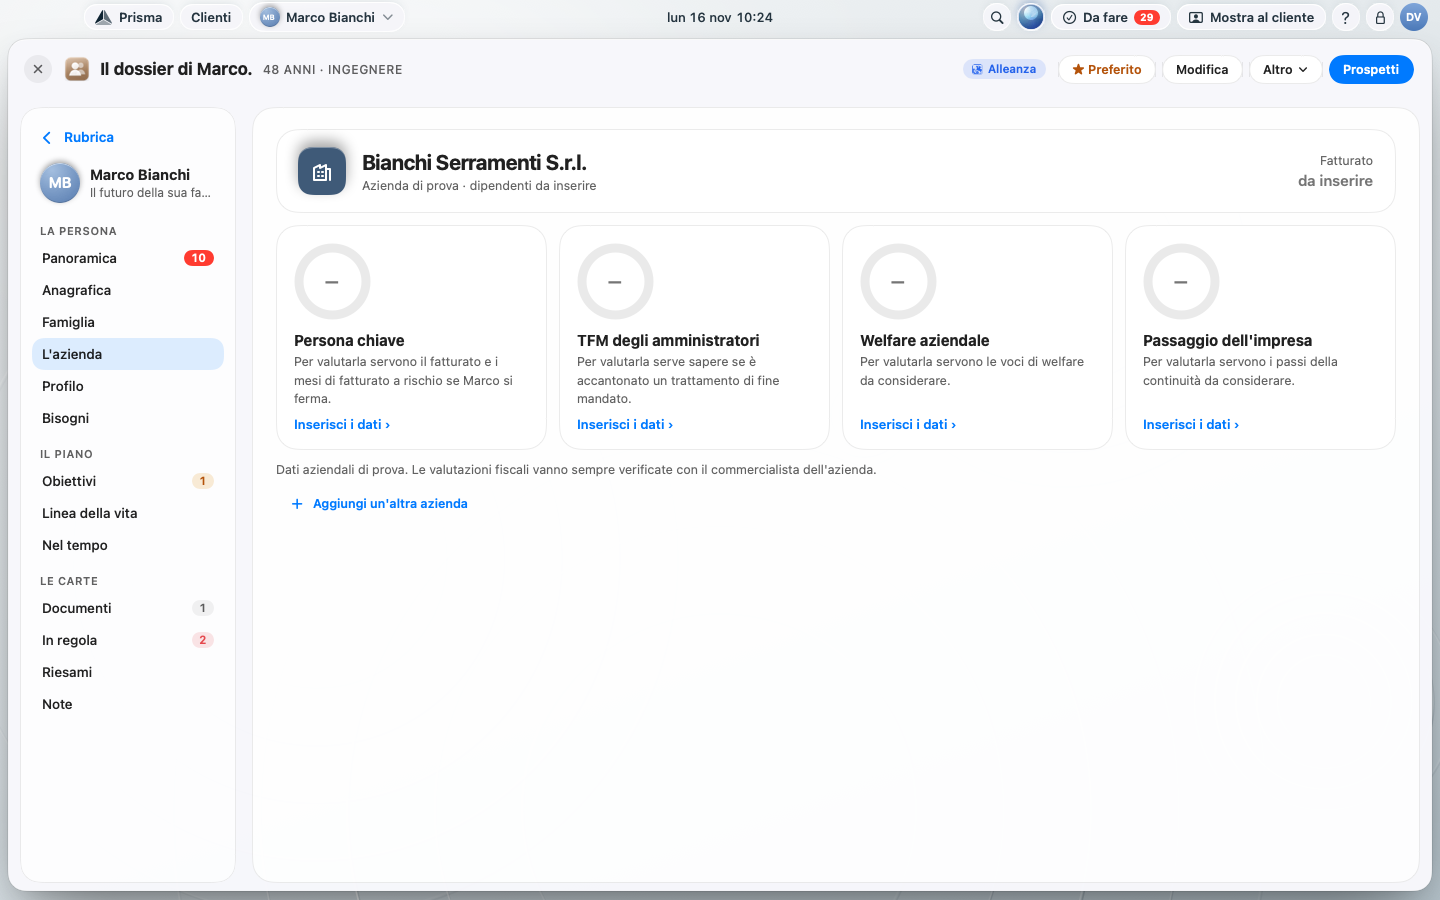 Prisma
Clienti
MB
Marco Bianchi
lun 16 nov 10:24
Da fare 29
Mostra al cliente
?
DV
Il dossier di Marco.
48 ANNI · INGEGNERE
Alleanza
Preferito
Modifica
Altro
Prospetti
Rubrica
MB
Marco Bianchi
Il futuro della sua fa...
LA PERSONA
Panoramica 10
Anagrafica
Famiglia
L'azienda
Profilo
Bisogni
IL PIANO
Obiettivi 1
Linea della vita
Nel tempo
LE CARTE
Documenti 1
In regola 2
Riesami
Note
Bianchi Serramenti S.r.l.
Azienda di prova · dipendenti da inserire
Fatturato
da inserire
–
Persona chiave
Per valutarla servono il fatturato e i
mesi di fatturato a rischio se Marco si
ferma.
Inserisci i dati ›
–
TFM degli amministratori
Per valutarla serve sapere se è
accantonato un trattamento di fine
mandato.
Inserisci i dati ›
–
Welfare aziendale
Per valutarla servono le voci di welfare
da considerare.
Inserisci i dati ›
–
Passaggio dell'impresa
Per valutarla servono i passi della
continuità da considerare.
Inserisci i dati ›
Dati aziendali di prova. Le valutazioni fiscali vanno sempre verificate con il commercialista dell'azienda.
+ Aggiungi un'altra azienda